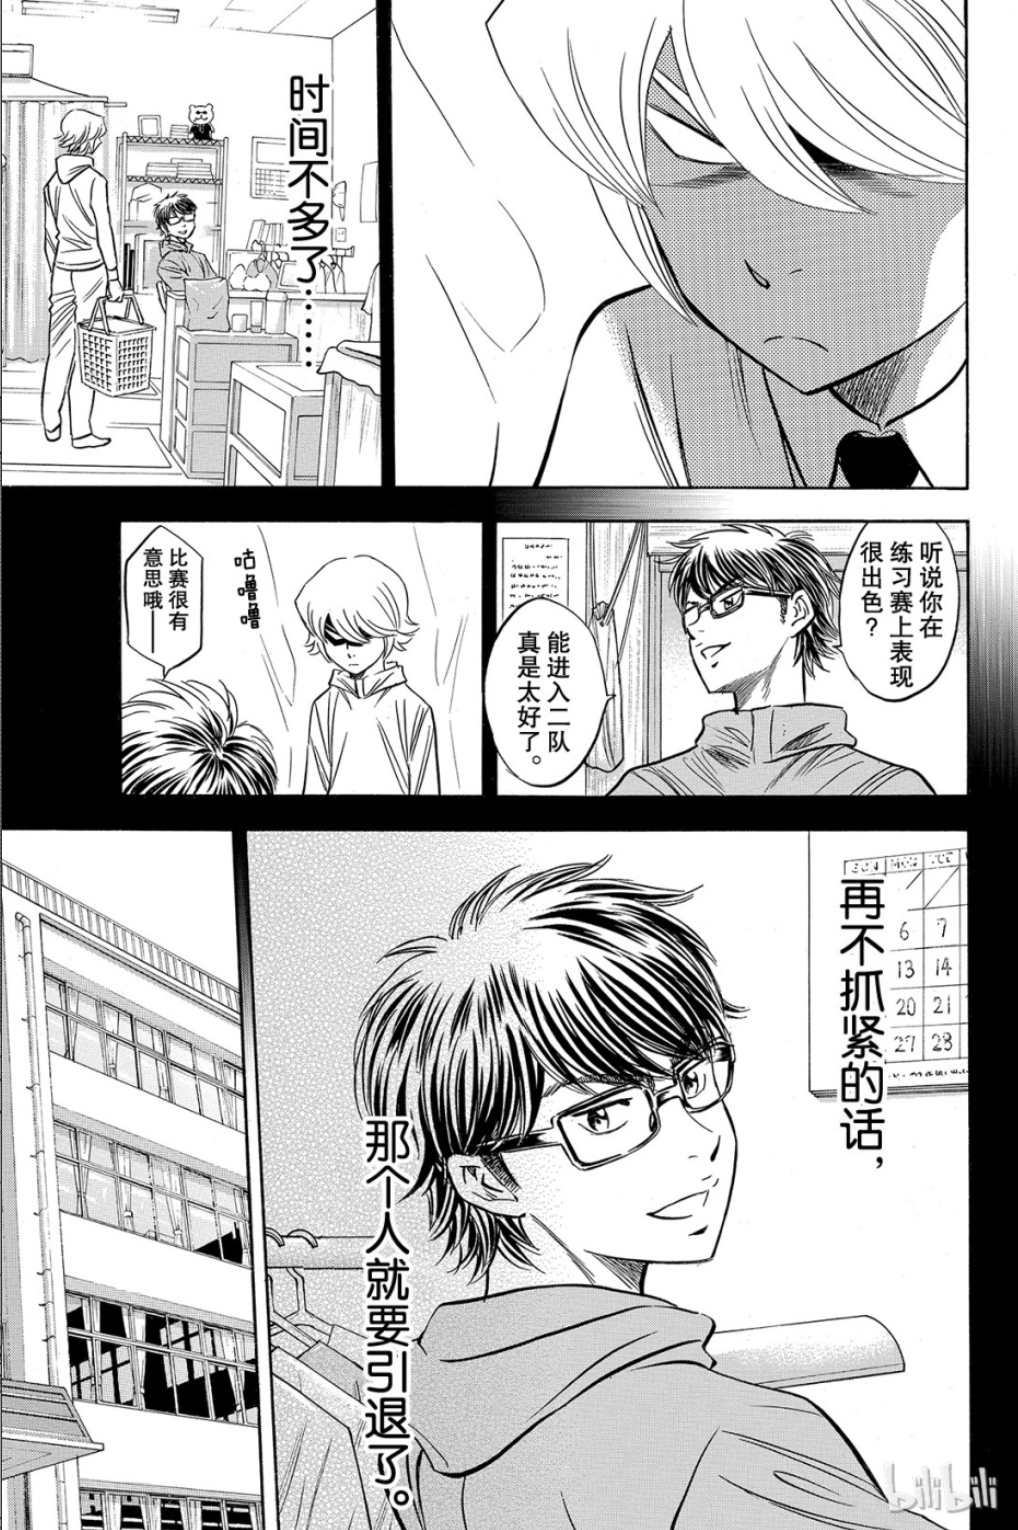 时间不多了……
听说你在
练习赛上表现
很出色？
能进入二队
真是太好了。
咕噜噜
比赛很有
意思哦——
再不抓紧的话，
SUN MON TUE
6 7
13 14
20 21
27 28
那个人就要引退了。
bilibili